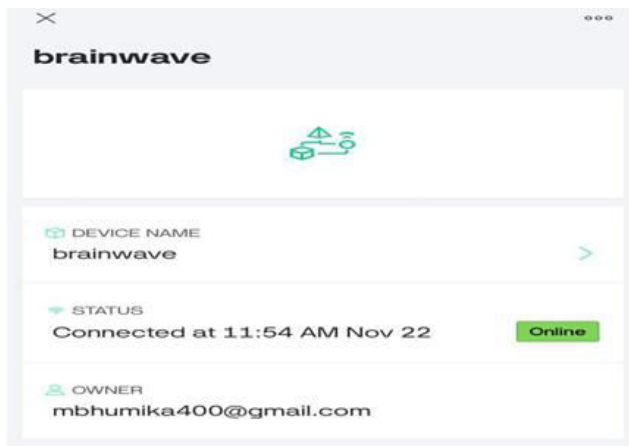 brainwave
DEVICE NAME
brainwave
STATUS
Connected at 11:54 AM Nov 22
Online
OWNER
mbhumika400@gmail.com